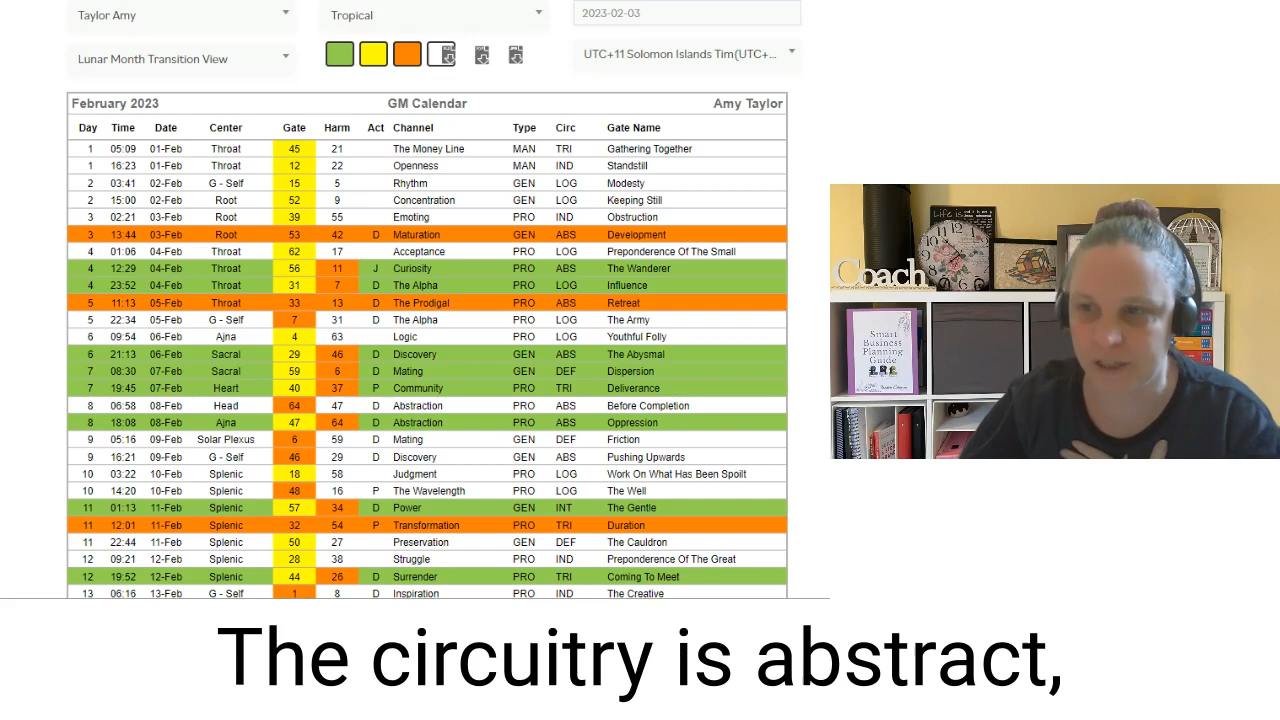 Taylor Amy
Tropical
2023-02-03
Lunar Month Transition View
UTC+11 Solomon Islands Tim(UTC+...
February 2023 GM Calendar Amy Taylor
Day Time Date Center Gate Harm Act Channel Type Circ Gate Name
1 05:09 01-Feb Throat 45 21 The Money Line MAN TRI Gathering Together
1 16:23 01-Feb Throat 12 22 Openness MAN IND Standstill
2 03:41 02-Feb G - Self 15 5 Rhythm GEN LOG Modesty
2 15:00 02-Feb Root 52 9 Concentration GEN LOG Keeping Still
3 02:21 03-Feb Root 39 55 Emoting PRO IND Obstruction
3 13:44 03-Feb Root 53 42 D Maturation GEN ABS Development
4 01:06 04-Feb Throat 62 17 Acceptance PRO LOG Preponderence Of The Small
4 12:29 04-Feb Throat 56 11 J Curiosity PRO ABS The Wanderer
4 23:52 04-Feb Throat 31 7 D The Alpha PRO LOG Influence
5 11:13 05-Feb Throat 33 13 D The Prodigal PRO ABS Retreat
5 22:34 05-Feb G - Self 7 31 D The Alpha PRO LOG The Army
6 09:54 06-Feb Ajna 4 63 Logic PRO LOG Youthful Folly
6 21:13 06-Feb Sacral 29 46 D Discovery GEN ABS The Abysmal
7 08:30 07-Feb Sacral 59 6 D Mating GEN DEF Dispersion
7 19:45 07-Feb Heart 40 37 P Community PRO TRI Deliverance
8 06:58 08-Feb Head 64 47 D Abstraction PRO ABS Before Completion
8 18:08 08-Feb Ajna 47 64 D Abstraction PRO ABS Oppression
9 05:16 09-Feb Solar Plexus 6 59 D Mating GEN DEF Friction
9 16:21 09-Feb G - Self 46 29 D Discovery GEN ABS Pushing Upwards
10 03:22 10-Feb Splenic 18 58 Judgment PRO LOG Work On What Has Been Spoilt
10 14:20 10-Feb Splenic 48 16 P The Wavelength PRO LOG The Well
11 01:13 11-Feb Splenic 57 34 D Power GEN INT The Gentle
11 12:01 11-Feb Splenic 32 54 P Transformation PRO TRI Duration
11 22:44 11-Feb Splenic 50 27 Preservation GEN DEF The Cauldron
12 09:21 12-Feb Splenic 28 38 Struggle PRO IND Preponderence Of The Great
12 19:52 12-Feb Splenic 44 26 D Surrender PRO TRI Coming To Meet
13 06:16 13-Feb G - Self 1 8 D Inspiration PRO IND The Creative
Life is
Coach
Smart
Business
Planning
Guide
The circuitry is abstract,